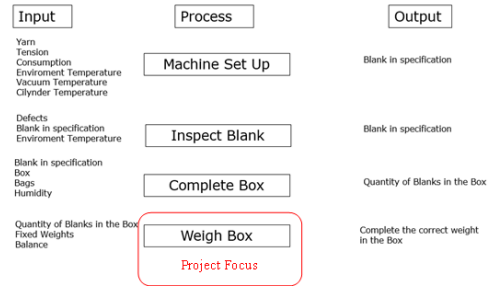 Input
Process
Output
Yarn
Tension
Consumption
Enviroment Temperature
Vacuum Temperature
Cilynder Temperature
Machine Set Up
Blank in specification
Defects
Blank in specification
Enviroment Temperature
Inspect Blank
Blank in specification
Blank in specification
Box
Bags
Humidity
Complete Box
Quantity of Blanks in the Box
Quantity of Blanks in the Box
Fixed Weights
Balance
Weigh Box
Project Focus
Complete the correct weight
in the Box